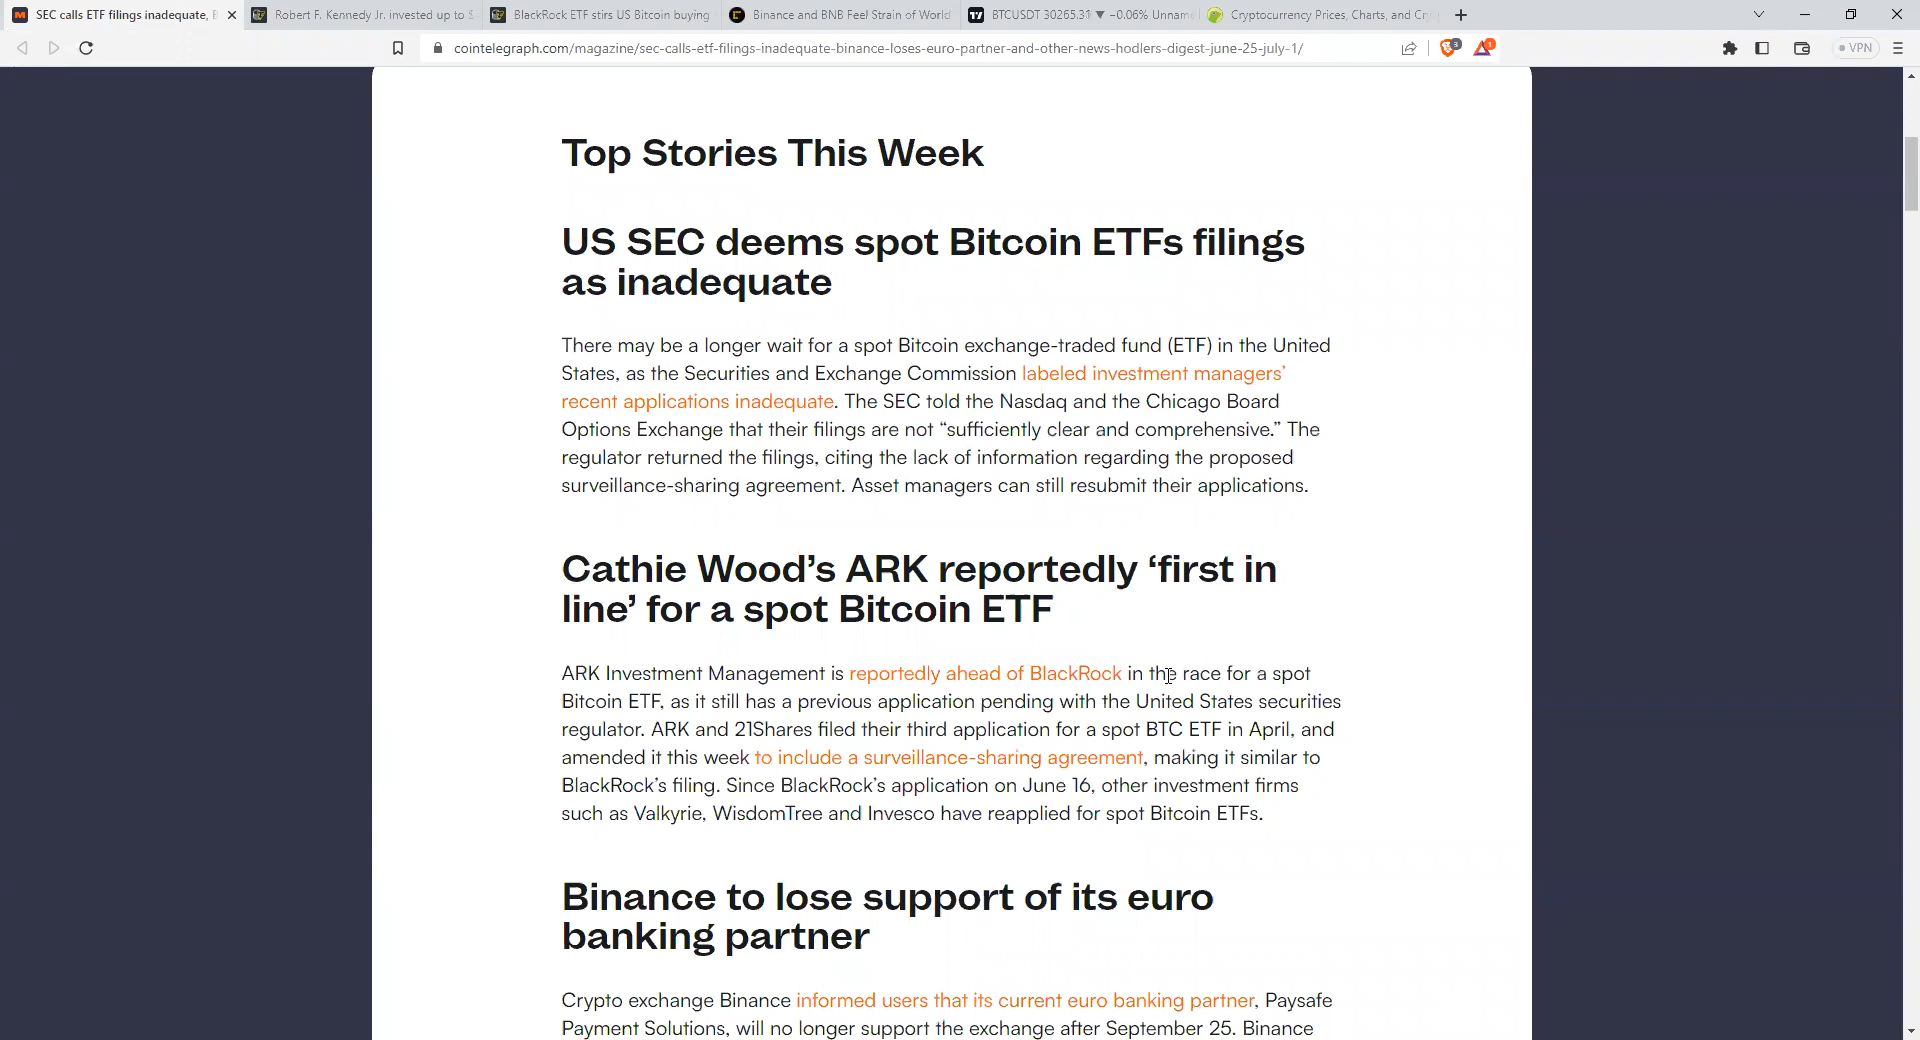 SEC calls ETF filings inadequate,
Robert F. Kennedy Jr. invested up to
BlackRock ETF stirs US Bitcoin buying
Binance and BNB Feel Strain of World
BTCUSDT 30265.31 ▼ −0.06% Unnam
Cryptocurrency Prices, Charts, and
cointelegraph.com/magazine/sec-calls-etf-filings-inadequate-binance-loses-euro-partner-and-other-news-hodlers-digest-june-25-july-1/
3
1
VPN
Top Stories This Week
US SEC deems spot Bitcoin ETFs filings
as inadequate
There may be a longer wait for a spot Bitcoin exchange-traded fund (ETF) in the United
States, as the Securities and Exchange Commission labeled investment managers’
recent applications inadequate. The SEC told the Nasdaq and the Chicago Board
Options Exchange that their filings are not “sufficiently clear and comprehensive.” The
regulator returned the filings, citing the lack of information regarding the proposed
surveillance-sharing agreement. Asset managers can still resubmit their applications.
Cathie Wood’s ARK reportedly ‘first in
line’ for a spot Bitcoin ETF
ARK Investment Management is reportedly ahead of BlackRock in the race for a spot
Bitcoin ETF, as it still has a previous application pending with the United States securities
regulator. ARK and 21Shares filed their third application for a spot BTC ETF in April, and
amended it this week to include a surveillance-sharing agreement, making it similar to
BlackRock’s filing. Since BlackRock’s application on June 16, other investment firms
such as Valkyrie, WisdomTree and Invesco have reapplied for spot Bitcoin ETFs.
Binance to lose support of its euro
banking partner
Crypto exchange Binance informed users that its current euro banking partner, Paysafe
Payment Solutions, will no longer support the exchange after September 25. Binance